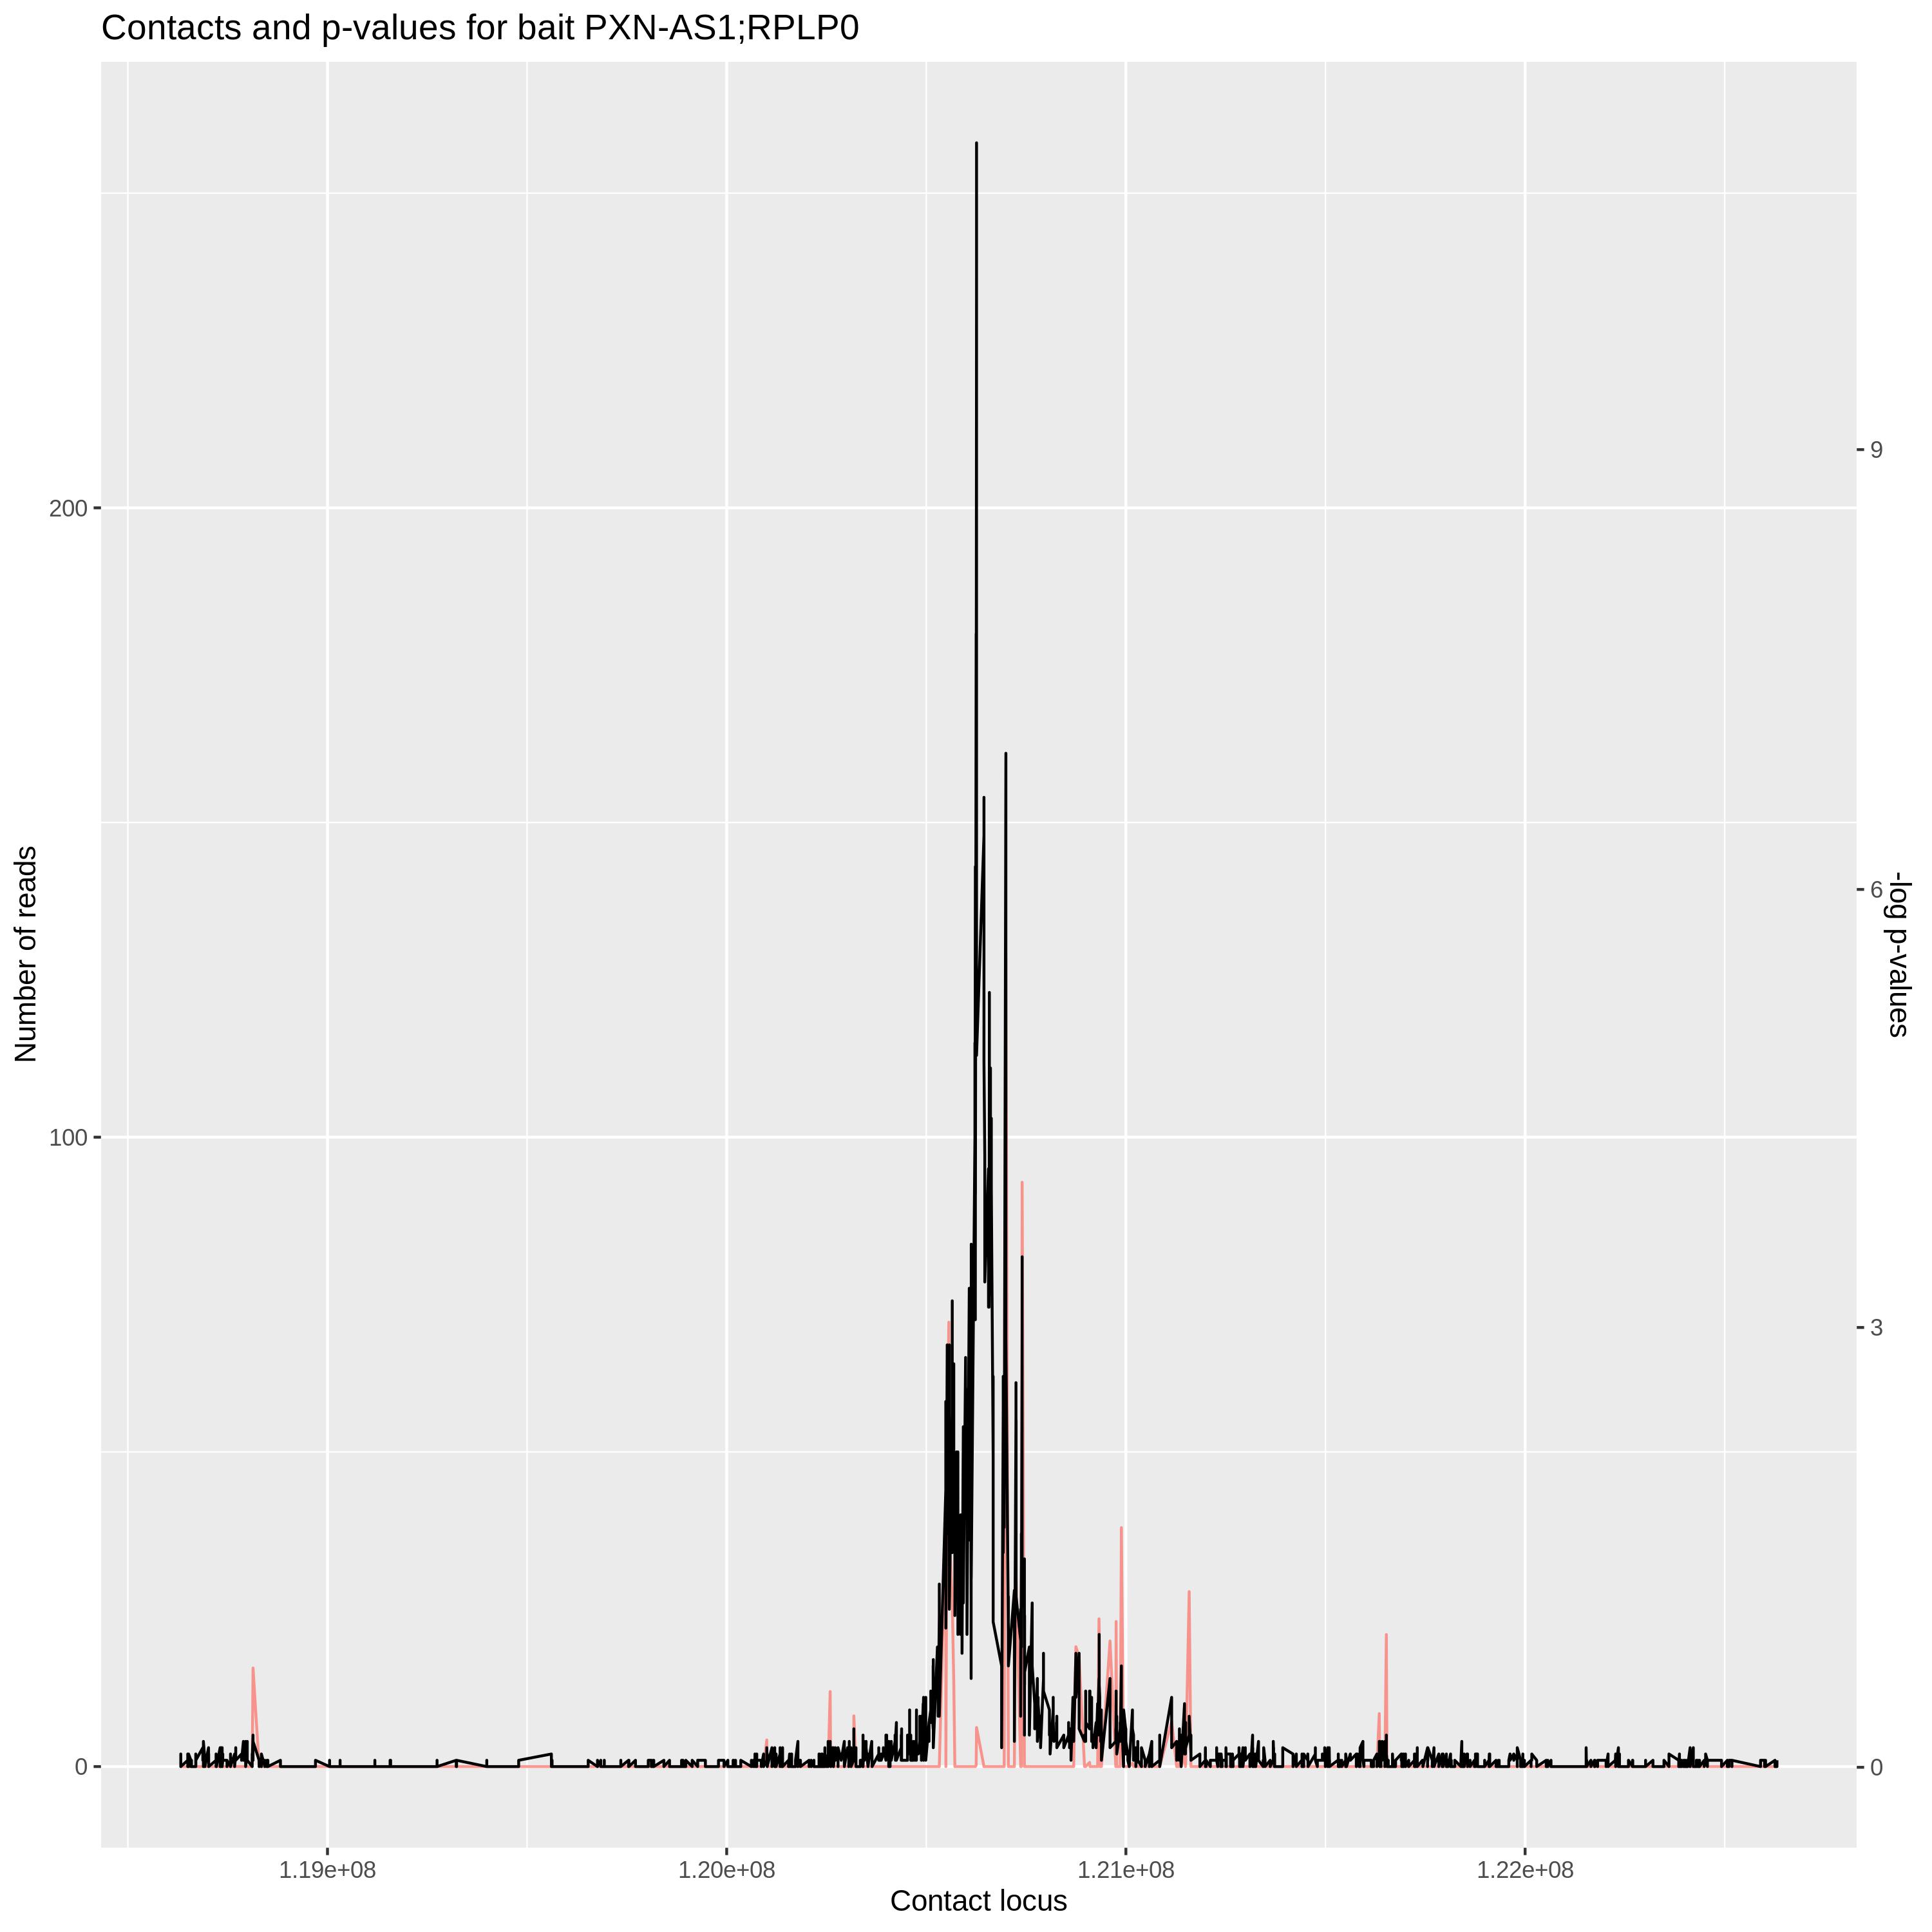 Contacts and p-values for bait PXN-AS1;RPLP0
Number of reads
200
100
0
9
6
3
0
-log p-values
1.19e+08
1.20e+08
1.21e+08
1.22e+08
Contact locus